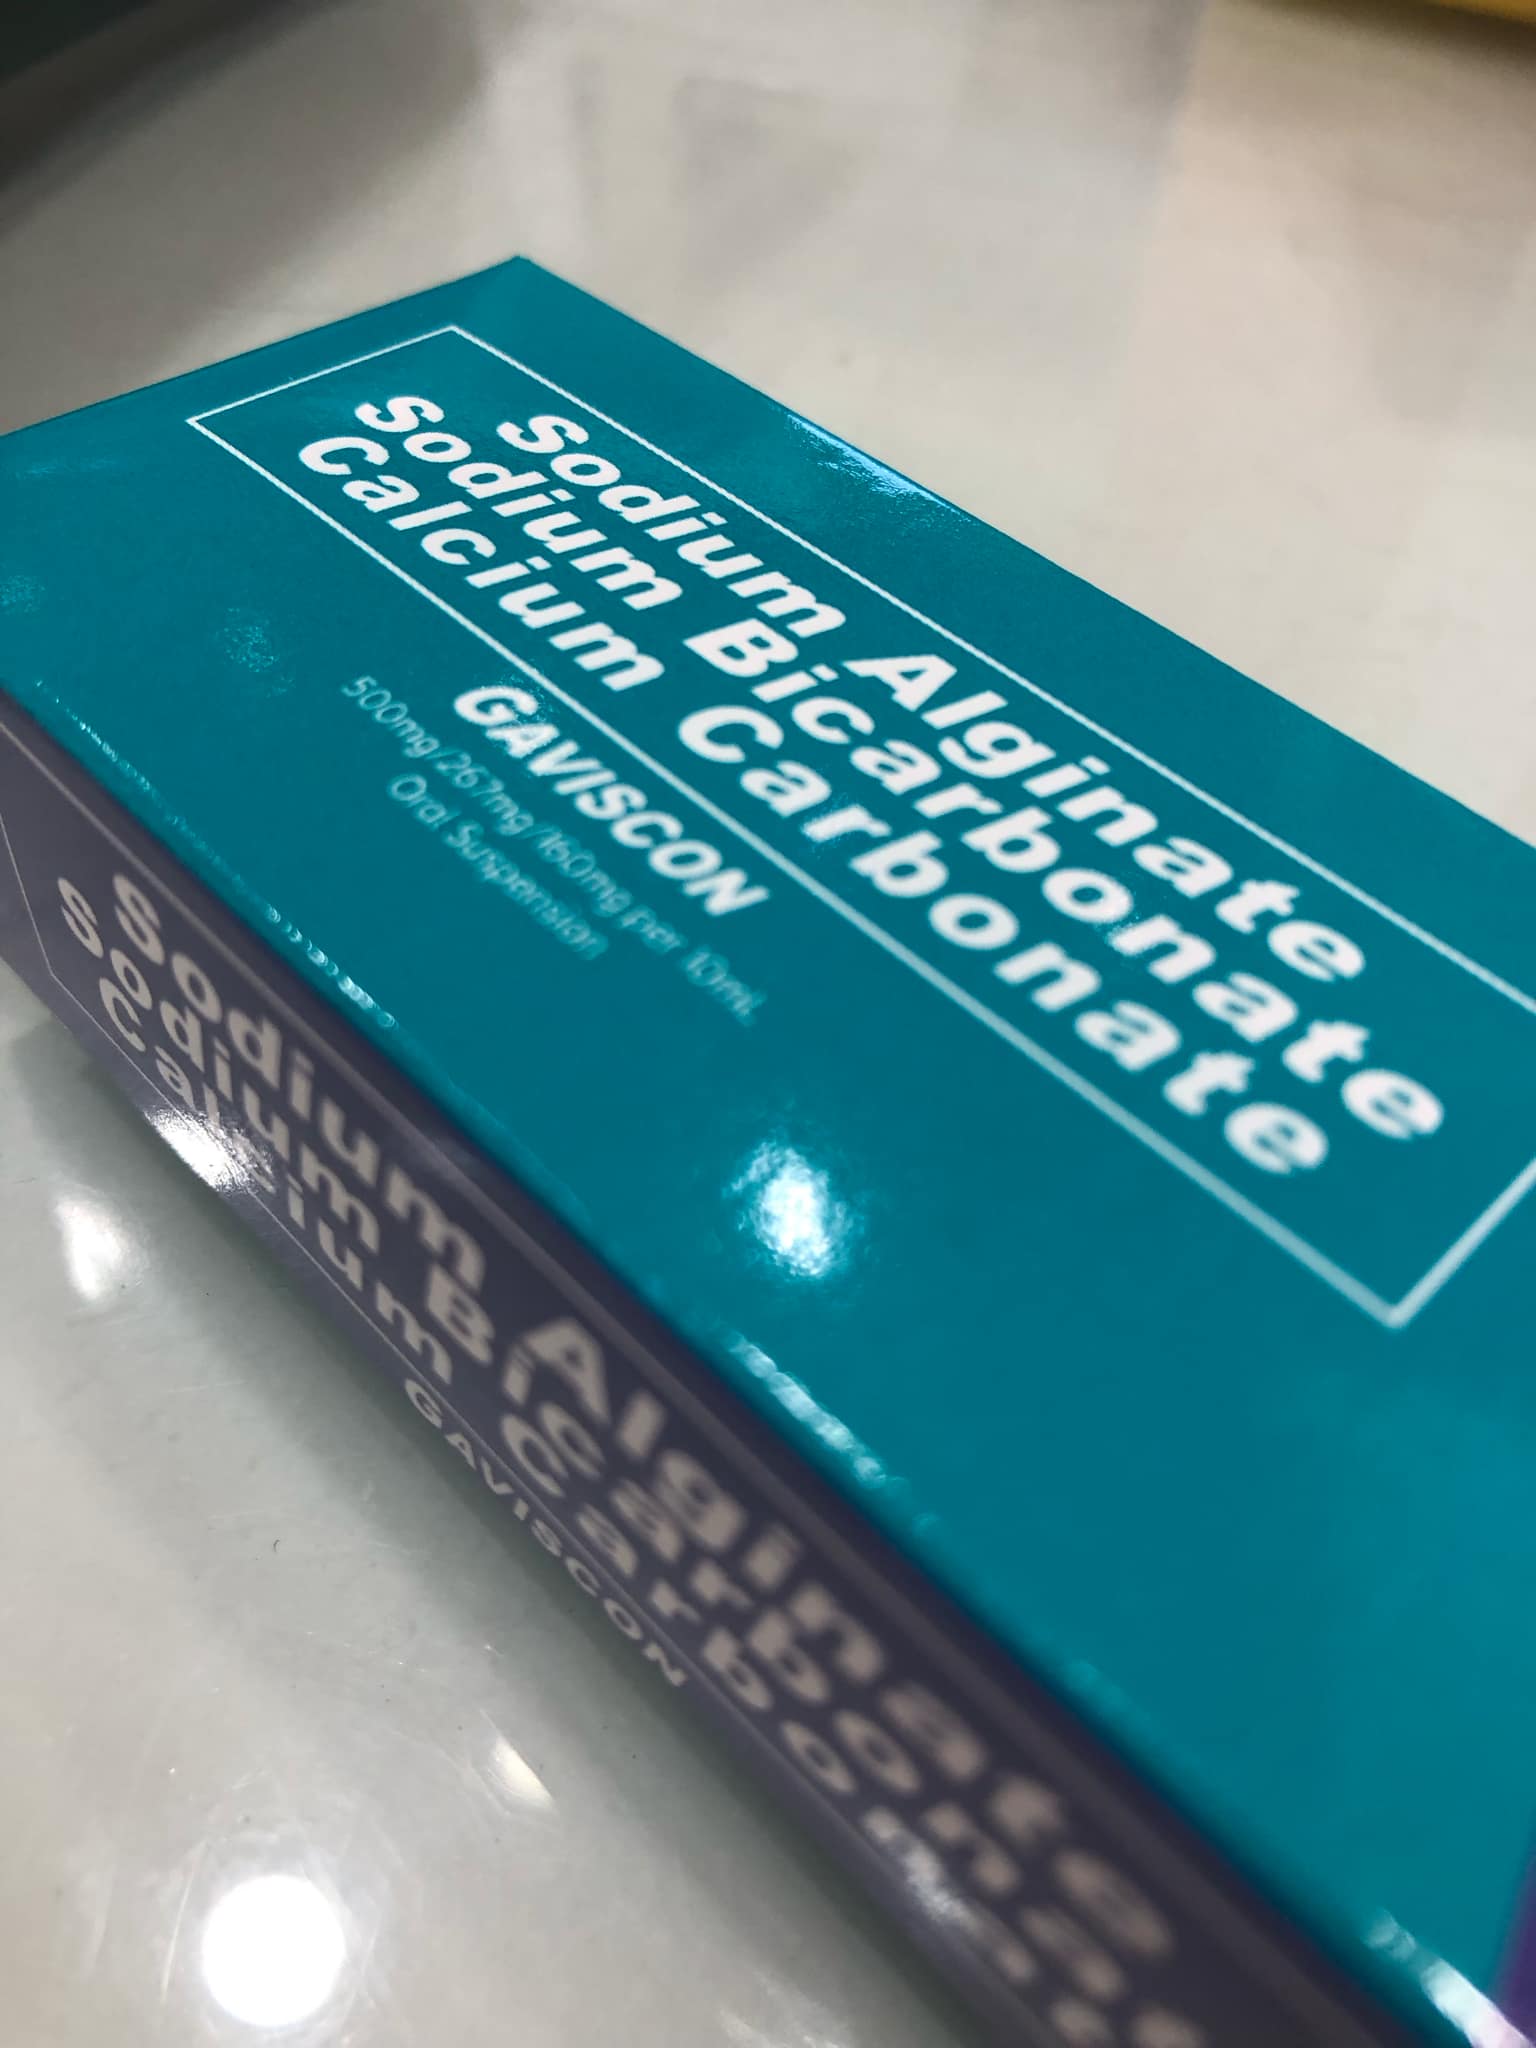 Sodium Alginate
Sodium Bicarbonate
Calcium Carbonate
GAVISCON
500mg/267mg/160mg per 10mL
Oral Suspension
Sodium Alginate
Sodium Bicarbonate
Calcium Carbonate
GAVISCON